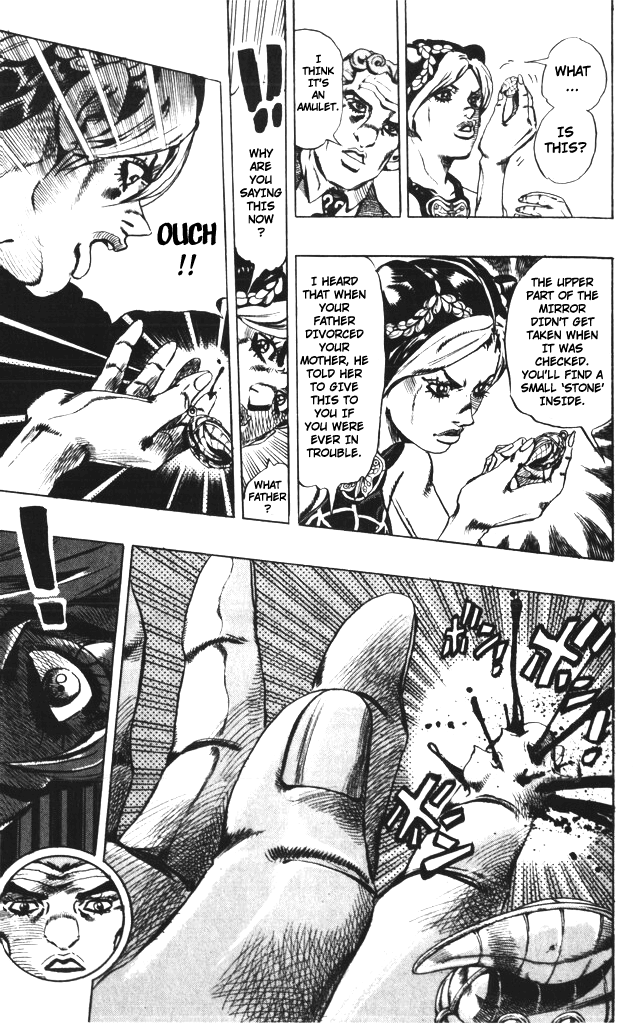 WHAT
...
IS
THIS?
I
THINK
IT'S
AN
AMULET.
THE UPPER
PART OF THE
MIRROR
DIDN'T GET
TAKEN WHEN
IT WAS
CHECKED.
YOU'LL FIND A
SMALL 'STONE'
INSIDE.
I HEARD
THAT WHEN
YOUR
FATHER
DIVORCED
YOUR
MOTHER, HE
TOLD HER
TO GIVE
THIS TO
YOU IF
YOU WERE
EVER IN
TROUBLE.
!!
WHY
ARE
YOU
SAYING
THIS
NOW
?
WHAT
FATHER
?
OUCH
!!
ボン!
ボボ
ボン
!!